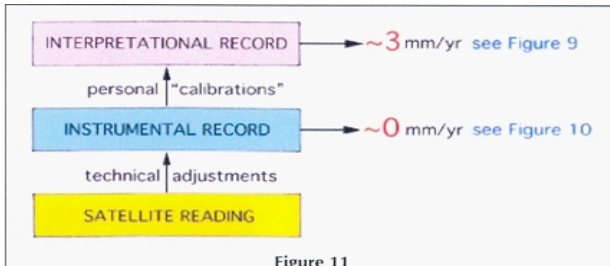 INTERPRETATIONAL RECORD ~3 mm/yr see Figure 9
personal "calibrations"
INSTRUMENTAL RECORD ~0 mm/yr see Figure 10
technical adjustments
SATELLITE READING
Figure 11